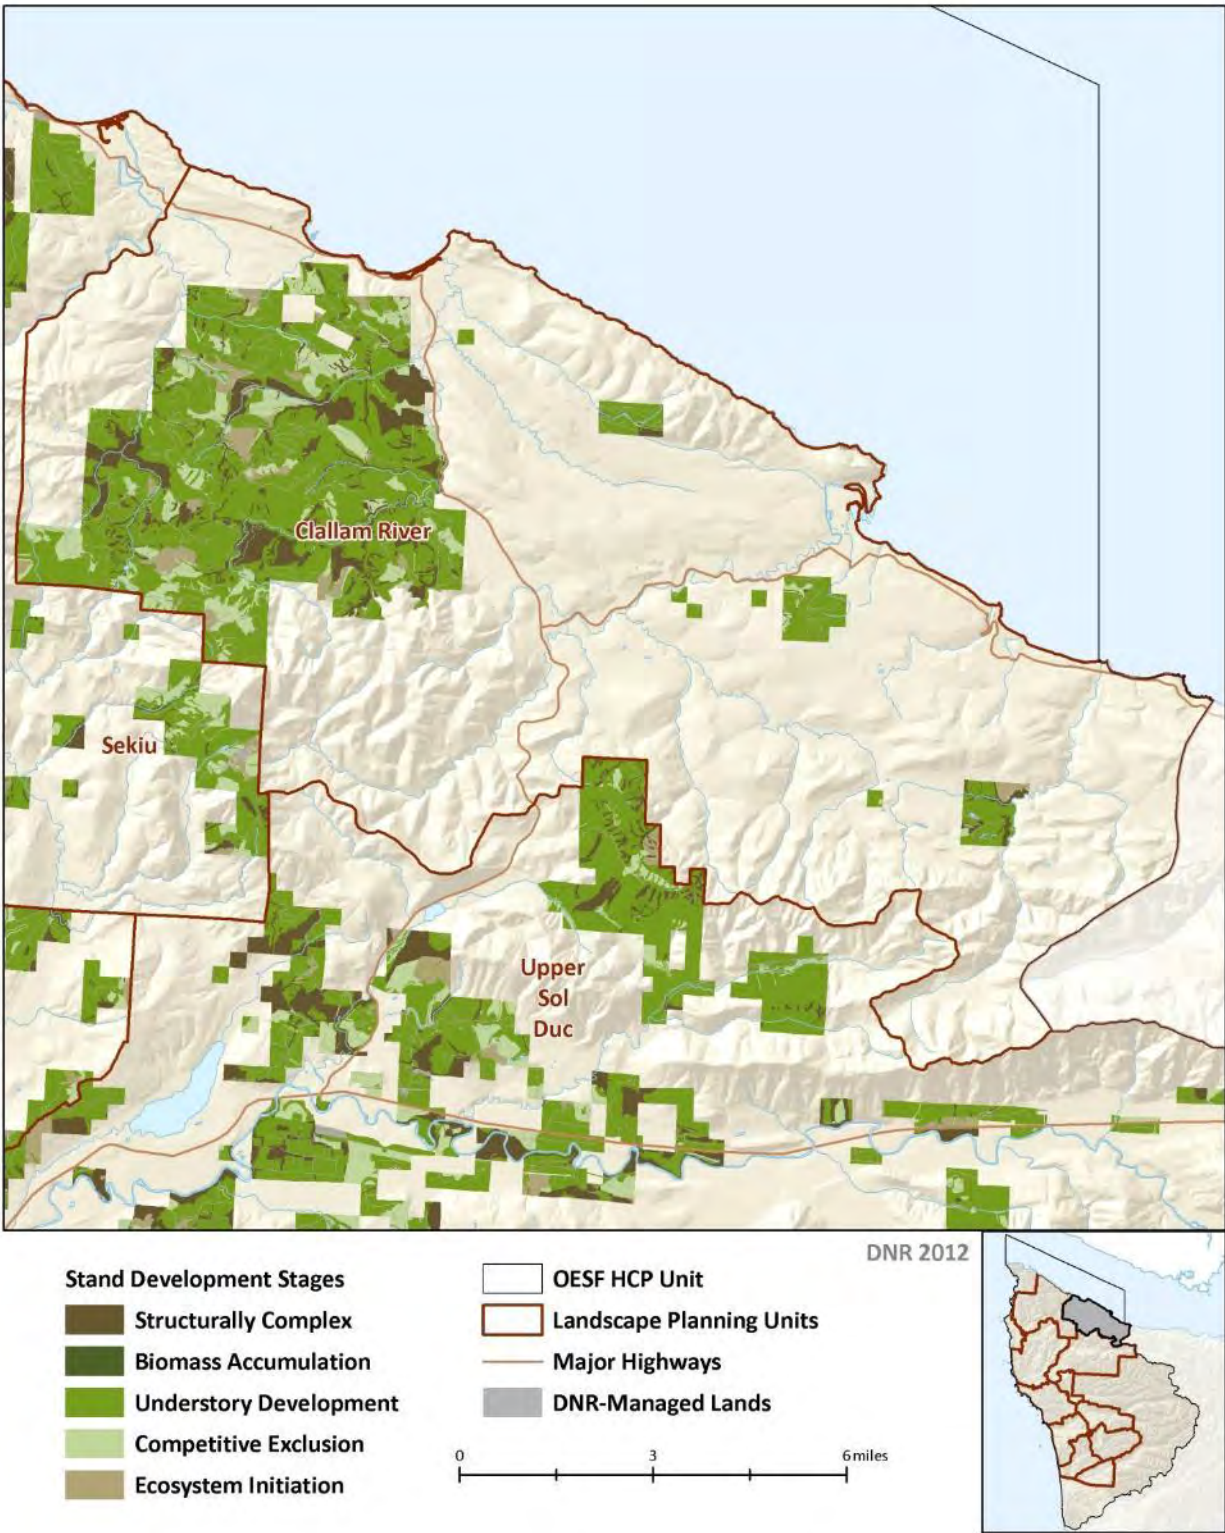 Clallam River
Sekiu
Upper
Sol
Duc
DNR 2012
Stand Development Stages
Structurally Complex
Biomass Accumulation
Understory Development
Competitive Exclusion
Ecosystem Initiation
OESF HCP Unit
Landscape Planning Units
Major Highways
DNR-Managed Lands
0 3 6 miles